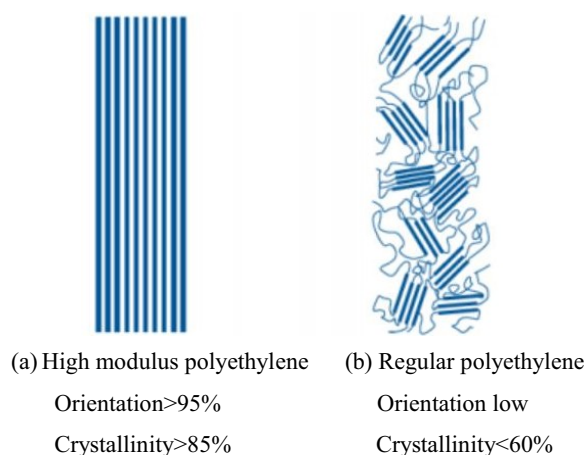 (a) High modulus polyethylene
Orientation>95%
Crystallinity>85%
(b) Regular polyethylene
Orientation low
Crystallinity<60%